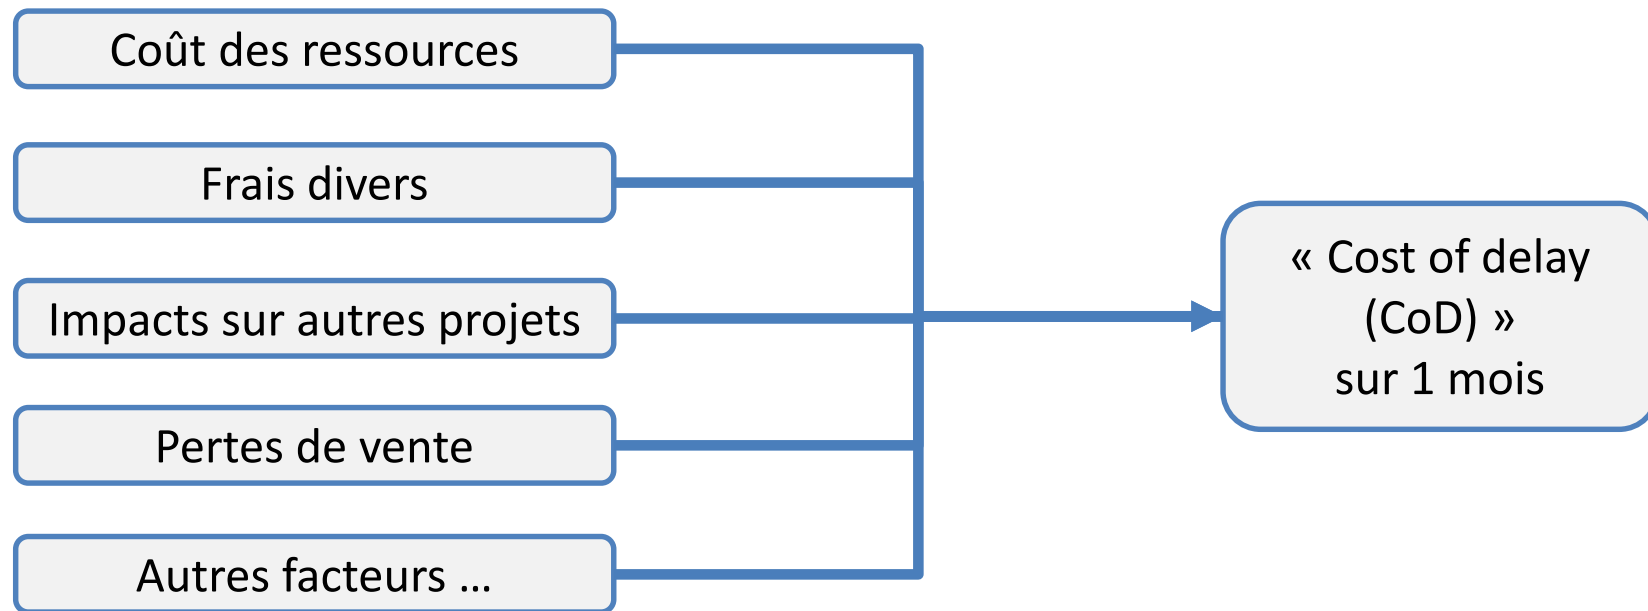 Coût des ressources
Frais divers
Impacts sur autres projets
Pertes de vente
Autres facteurs ...
« Cost of delay
(CoD) »
sur 1 mois